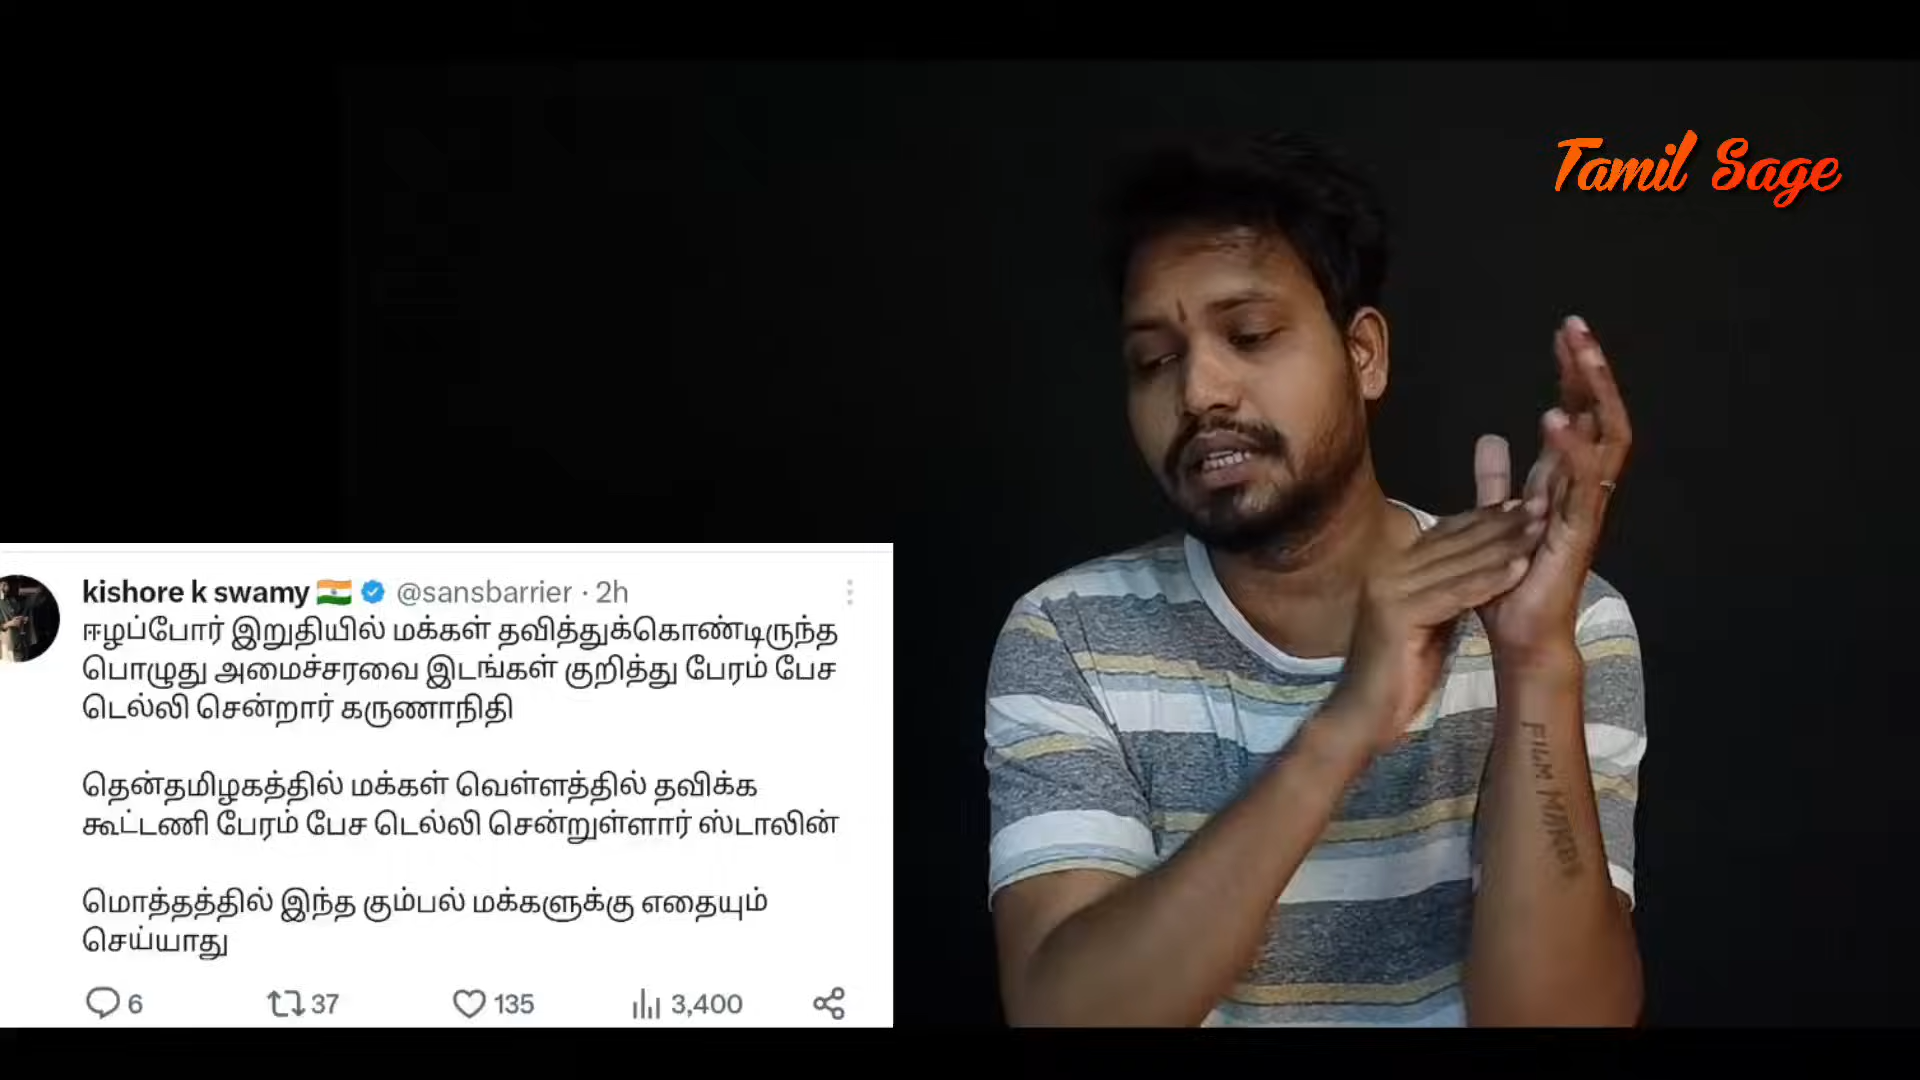 Tamil Sage
kishore k swamy @sansbarrier · 2h
ஈழப்போர் இறுதியில் மக்கள் தவித்துக்கொண்டிருந்த
பொழுது அமைச்சரவை இடங்கள் குறித்து பேரம் பேச
டெல்லி சென்றார் கருணாநிதி
தென்தமிழகத்தில் மக்கள் வெள்ளத்தில் தவிக்க
கூட்டணி பேரம் பேச டெல்லி சென்றுள்ளார் ஸ்டாலின்
மொத்தத்தில் இந்த கும்பல் மக்களுக்கு எதையும்
செய்யாது
6 37 135 3,400
FILM